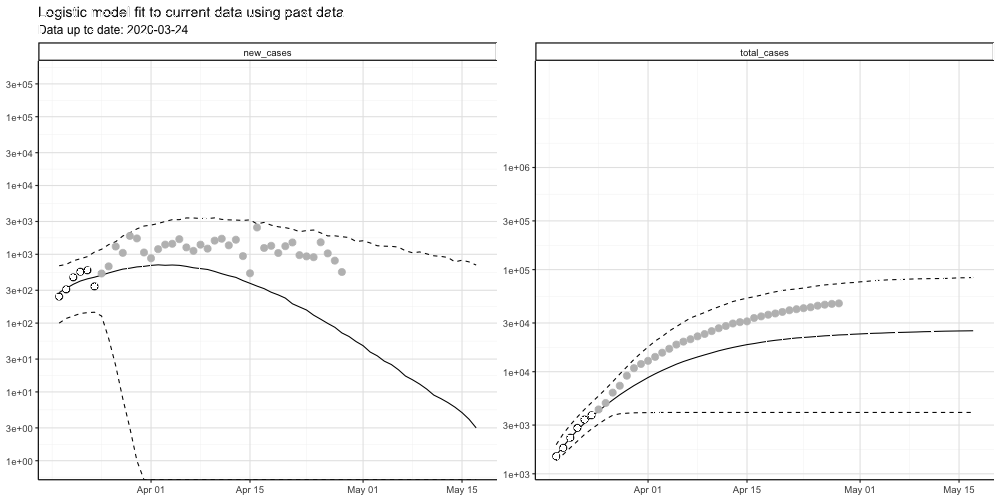 Logistic model fit to current data using past data
Data up to date: 2020-03-24
new_cases
total_cases
3e+05
1e+05
3e+04
1e+04
3e+03
1e+03
3e+02
1e+02
3e+01
1e+01
3e+00
1e+00
1e+06
3e+05
1e+05
3e+04
1e+04
3e+03
1e+03
Apr 01
Apr 15
May 01
May 15
Apr 01
Apr 15
May 01
May 15